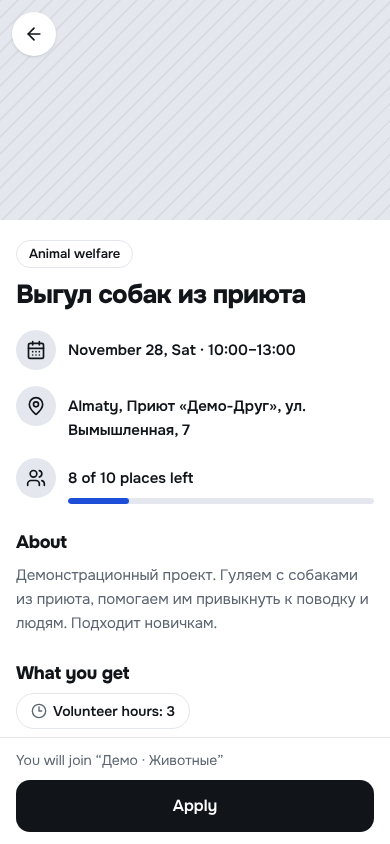 Animal welfare
Выгул собак из приюта
November 28, Sat · 10:00–13:00
Almaty, Приют «Демо-Друг», ул.
Вымышленная, 7
8 of 10 places left
About
Демонстрационный проект. Гуляем с собаками
из приюта, помогаем им привыкнуть к поводку и
людям. Подходит новичкам.
What you get
Volunteer hours: 3
You will join “Демо · Животные”
Apply